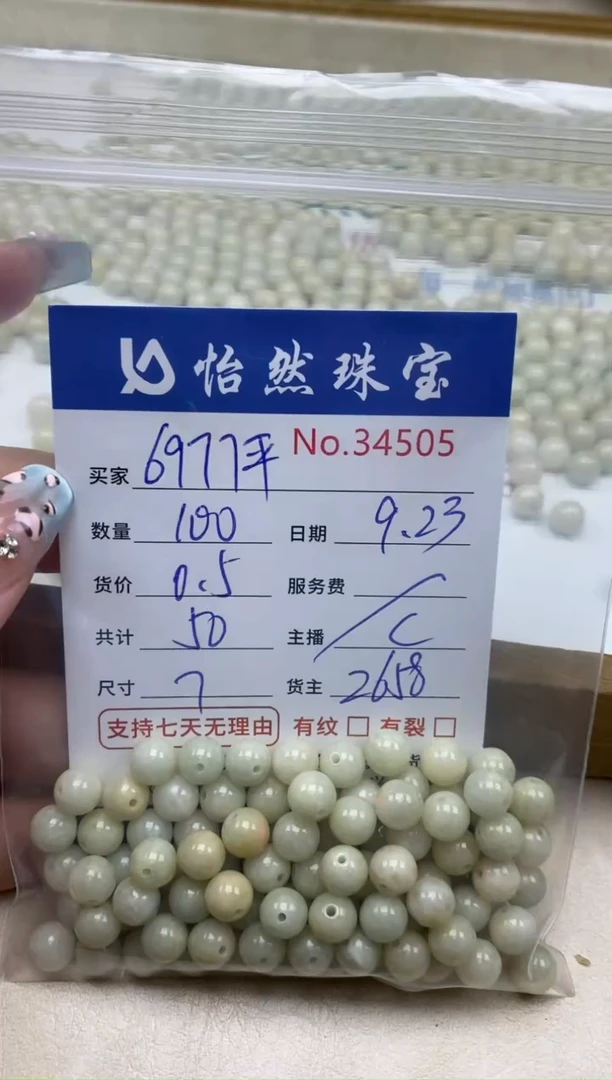 怡然珠宝
No.34505
买家 6977平
数量 100 日期 9.23
货价 0.5 服务费 /
共计 50 主播 C
尺寸 7 货主 2658
支持七天无理由 有纹 □ 有裂 □
货